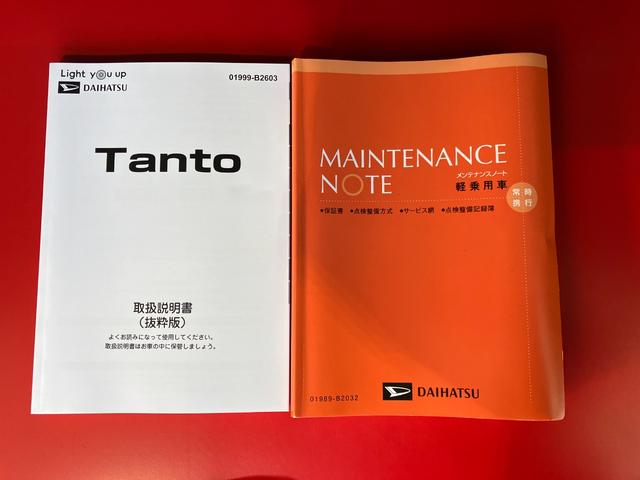 Light you up
DAIHATSU
01999-B2603
Tanto
取扱説明書
（抜粋版）
よくお読みになって使用してください。
取扱説明書はお車の中に保管しましょう。
MAINTENANCE
NOTE
メンテナンスノート
軽乗用車
常時
携行
●保証書 ●点検整備方式 ●サービス網 ●点検整備記録簿
01989-B2032
DAIHATSU